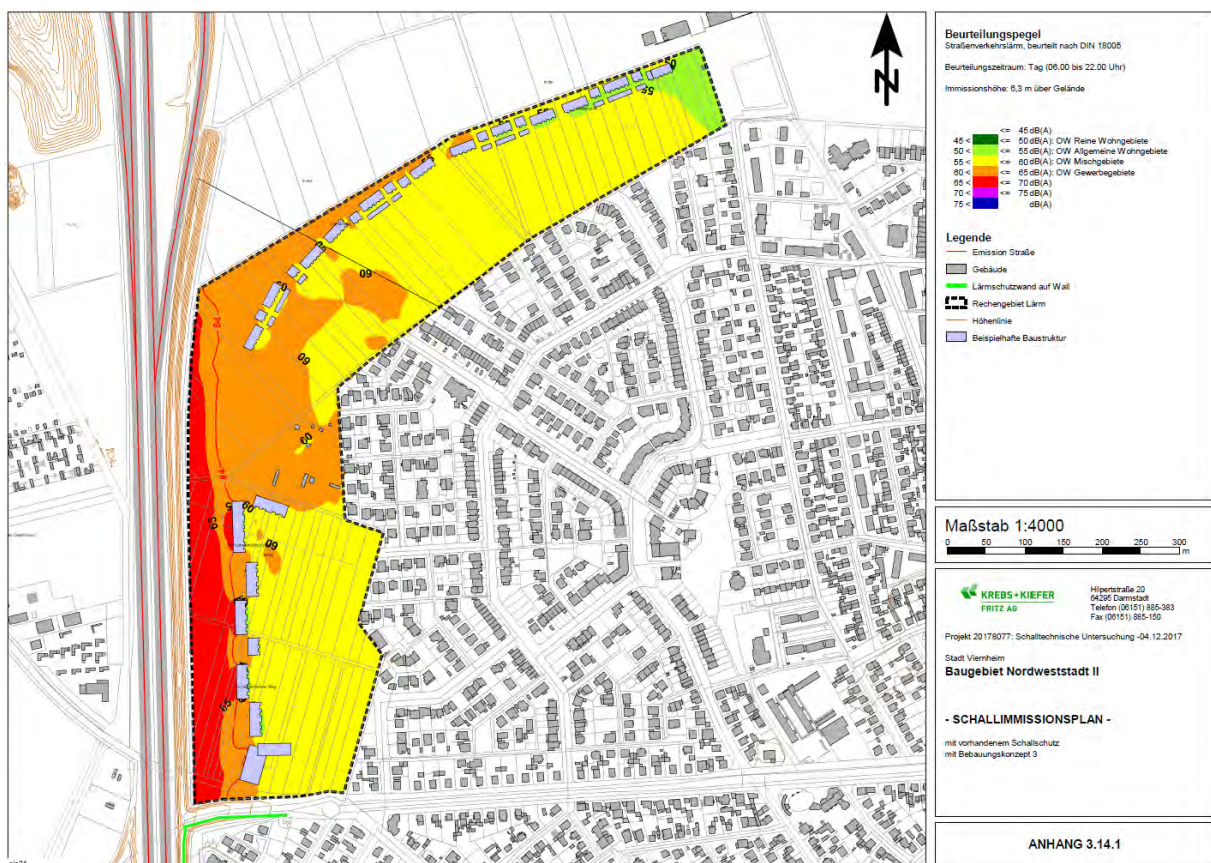 N
Beurteilungspegel
Straßenverkehrslärm, beurteilt nach DIN 18005
Beurteilungszeitraum: Tag (06.00 bis 22.00 Uhr)
Immissionshöhe: 6,3 m über Gelände
<= 45 dB(A)
45 < <= 50 dB(A): OW Reine Wohngebiete
50 < <= 55 dB(A): OW Allgemeine Wohngebiete
55 < <= 60 dB(A): OW Mischgebiete
60 < <= 65 dB(A): OW Gewerbegebiete
65 < <= 70 dB(A)
70 < <= 75 dB(A)
75 < dB(A)
Legende
Emission Straße
Gebäude
Lärmschutzwand auf Wall
Rechengebiet Lärm
Höhenlinie
Beispielhafte Baustruktur
Maßstab 1:4000
0 50 100 150 200 250 300
m
KREBS+KIEFER
FRITZ AG
Hilpertstraße 20
64295 Darmstadt
Telefon (06151) 885-383
Fax (06151) 885-150
Projekt 20178077: Schalltechnische Untersuchung -04.12.2017
Stadt Viernheim
Baugebiet Nordweststadt II
- SCHALLIMMISSIONSPLAN -
mit vorhandenem Schallschutz
mit Bebauungskonzept 3
ANHANG 3.14.1
55
60
60
60
60
60
65
65
64